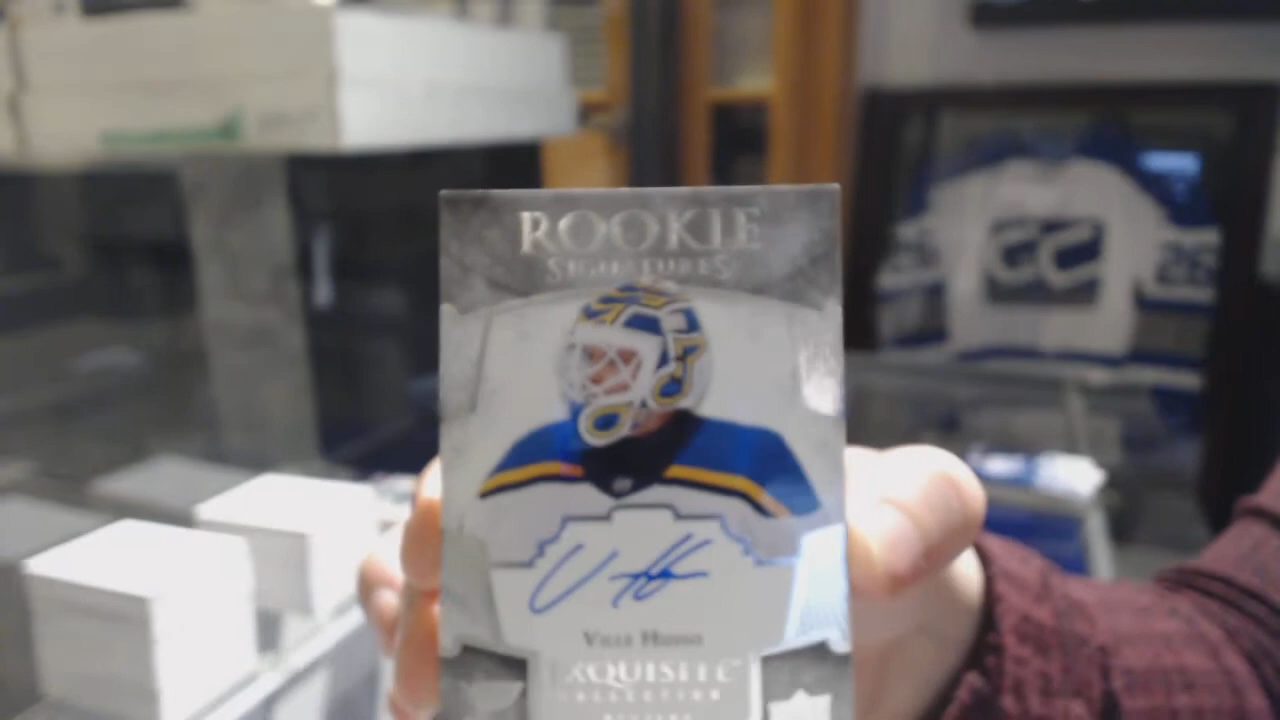 ROOKIE
SIGNATURES
VILLE HUSSO
EXQUISITE
COLLECTION